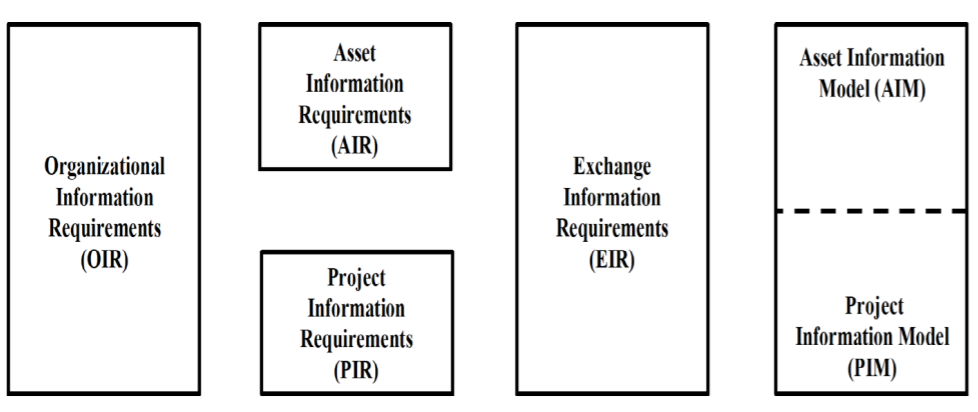 Organizational
Information
Requirements
(OIR)
Asset
Information
Requirements
(AIR)
Project
Information
Requirements
(PIR)
Exchange
Information
Requirements
(EIR)
Asset Information
Model (AIM)
Project
Information Model
(PIM)